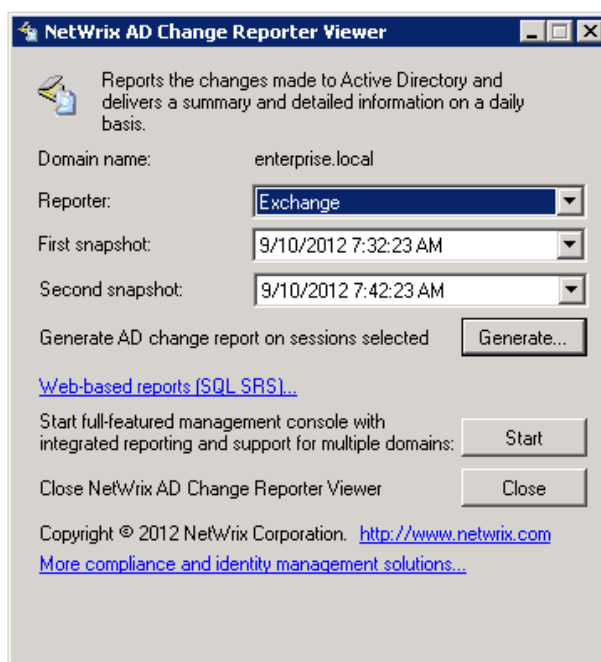 NetWrix AD Change Reporter Viewer
Reports the changes made to Active Directory and
delivers a summary and detailed information on a daily
basis.
Domain name: enterprise.local
Reporter: Exchange
First snapshot: 9/10/2012 7:32:23 AM
Second snapshot: 9/10/2012 7:42:23 AM
Generate AD change report on sessions selected Generate...
Web-based reports (SQL SRS)...
Start full-featured management console with
integrated reporting and support for multiple domains: Start
Close NetWrix AD Change Reporter Viewer Close
Copyright © 2012 NetWrix Corporation. http://www.netwrix.com
More compliance and identity management solutions...